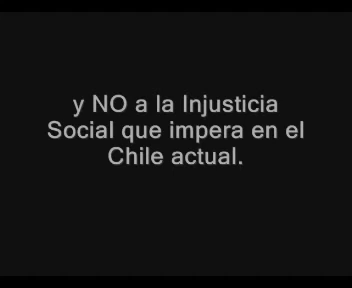 y NO a la Injusticia
Social que impera en el
Chile actual.